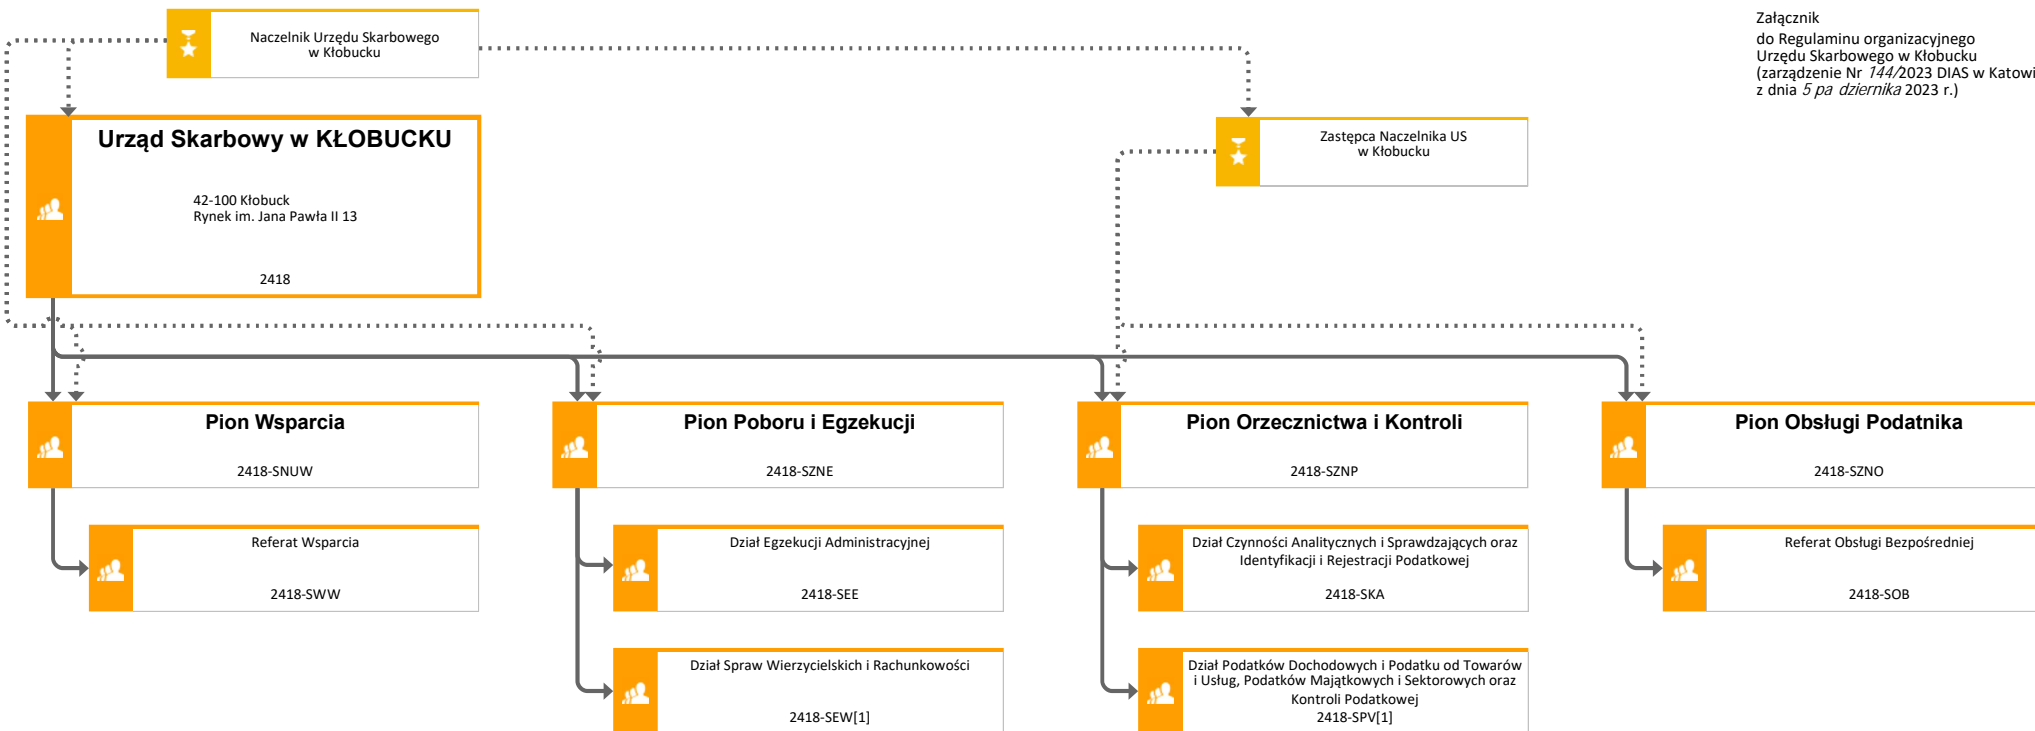 Naczelnik Urzędu Skarbowego
w Kłobucku
Załącznik
do Regulaminu organizacyjnego
Urzędu Skarbowego w Kłobucku
(zarządzenie Nr 144/2023 DIAS w Katowi
z dnia 5 pa dziernika 2023 r.)
Urząd Skarbowy w KŁOBUCKU
42-100 Kłobuck
Rynek im. Jana Pawła II 13
2418
Zastępca Naczelnika US
w Kłobucku
Pion Wsparcia
2418-SNUW
Pion Poboru i Egzekucji
2418-SZNE
Pion Orzecznictwa i Kontroli
2418-SZNP
Pion Obsługi Podatnika
2418-SZNO
Referat Wsparcia
2418-SWW
Dział Egzekucji Administracyjnej
2418-SEE
Dział Czynności Analitycznych i Sprawdzających oraz
Identyfikacji i Rejestracji Podatkowej
2418-SKA
Referat Obsługi Bezpośredniej
2418-SOB
Dział Spraw Wierzycielskich i Rachunkowości
2418-SEW[1]
Dział Podatków Dochodowych i Podatku od Towarów
i Usług, Podatków Majątkowych i Sektorowych oraz
Kontroli Podatkowej
2418-SPV[1]